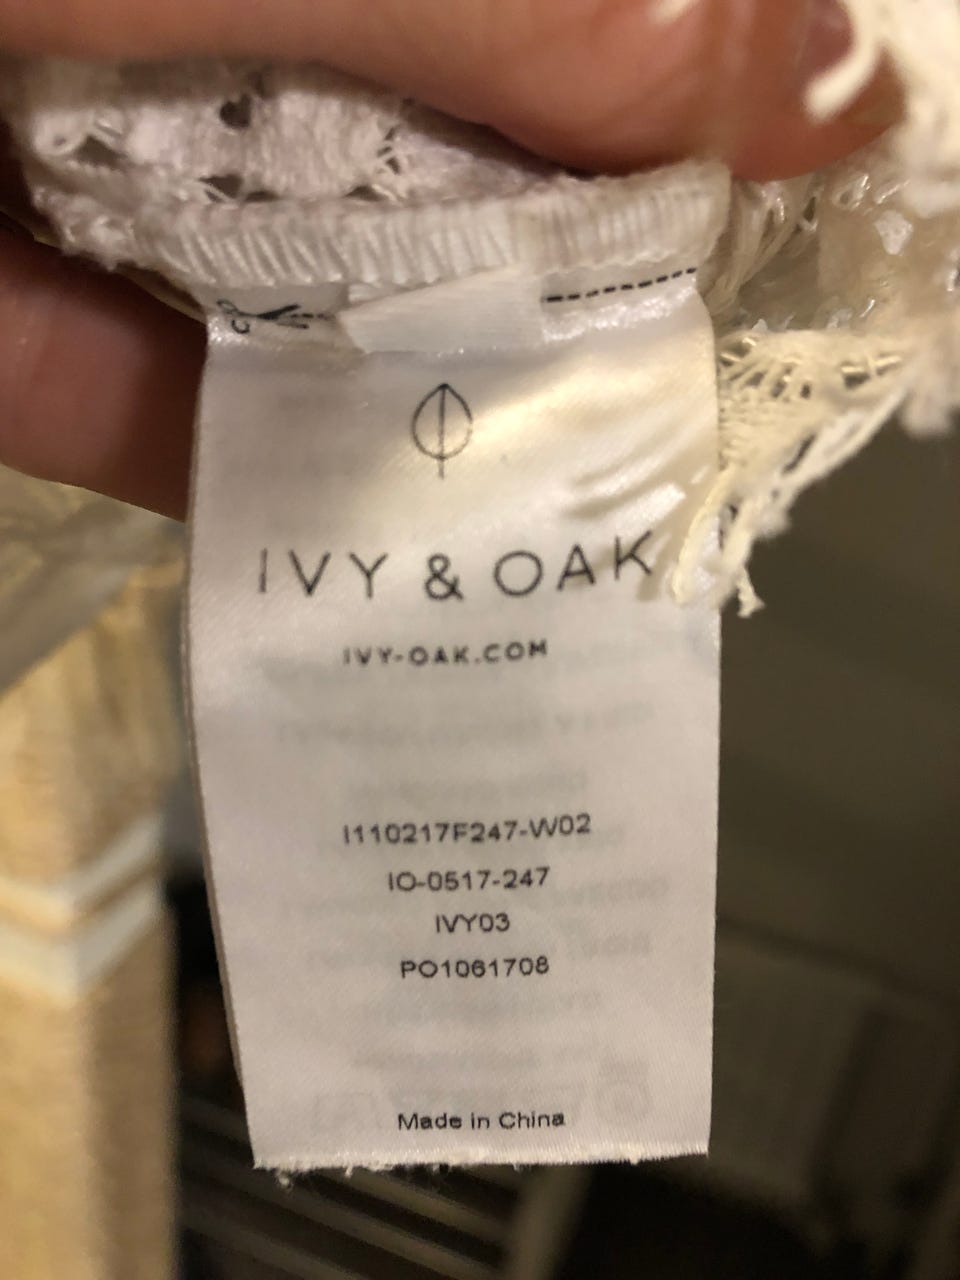 IVY & OAK
IVY-OAK.COM
I110217F247-W02
IO-0517-247
IVY03
PO1061708
Made in China